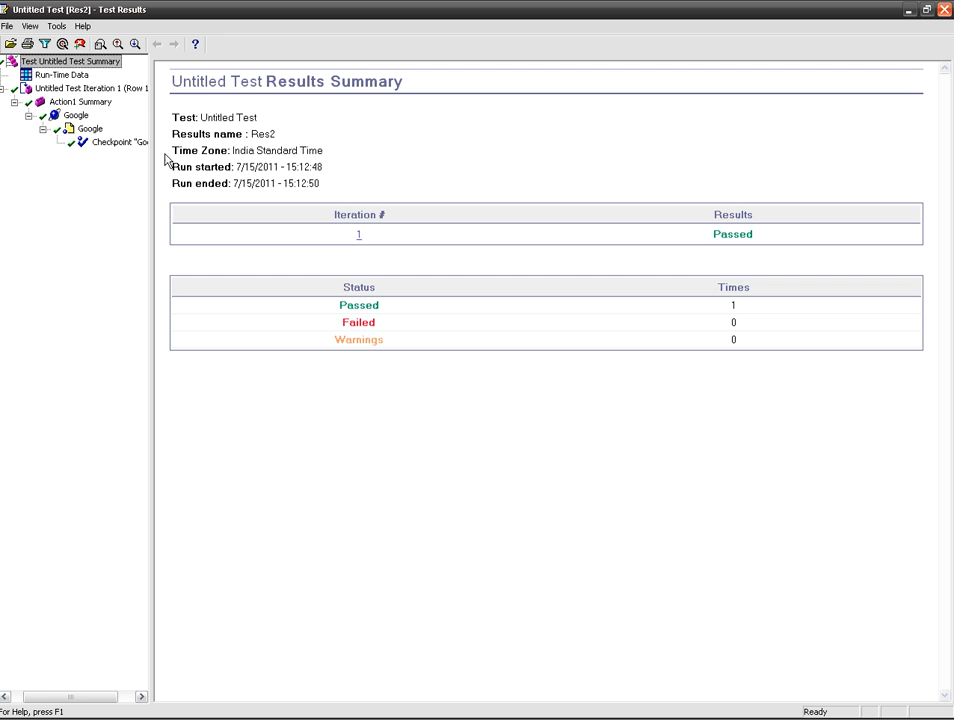 Untitled Test [Res2] - Test Results
File View Tools Help
Test Untitled Test Summary
Run-Time Data
Untitled Test Iteration 1 (Row 1
Action1 Summary
Google
Google
Checkpoint "Goo
Untitled Test Results Summary
Test: Untitled Test
Results name : Res2
Time Zone: India Standard Time
Run started: 7/15/2011 - 15:12:48
Run ended: 7/15/2011 - 15:12:50
Iteration # Results
1 Passed
Status Times
Passed 1
Failed 0
Warnings 0
For Help, press F1
Ready